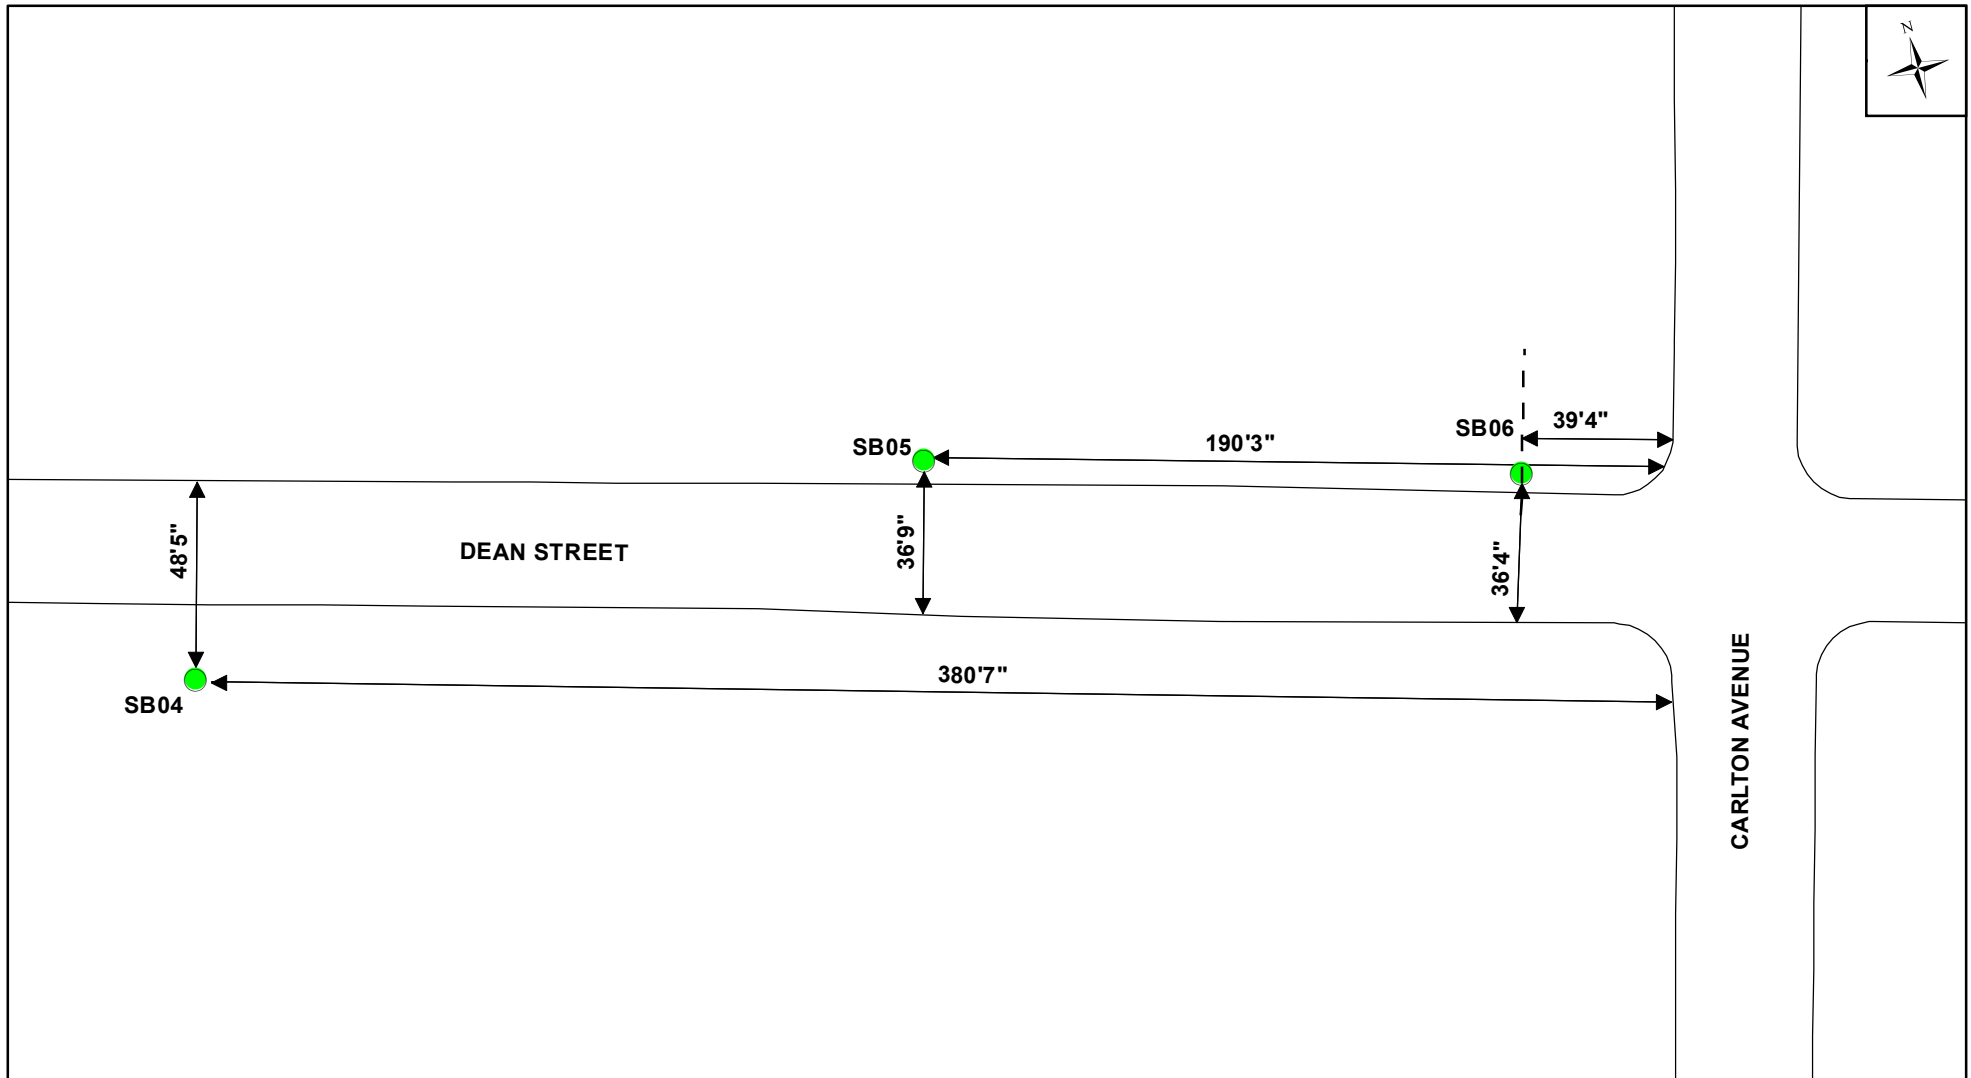 N
39'4"
SB06
190'3"
SB05
48'5"
DEAN STREET
36'9"
36'4"
380'7"
SB04
CARLTON AVENUE